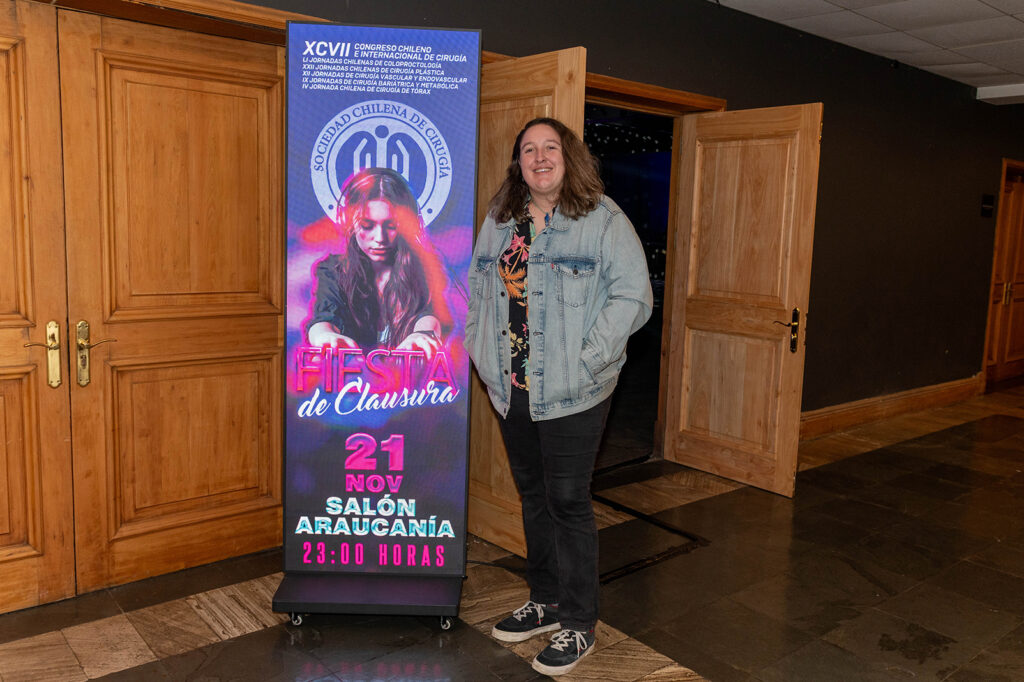 XCVII CONGRESO CHILENO
E INTERNACIONAL DE CIRUGÍA
LI JORNADAS CHILENAS DE COLOPROCTOLOGÍA
XXII JORNADAS CHILENAS DE CIRUGÍA PLÁSTICA
XII JORNADAS DE CIRUGÍA VASCULAR Y ENDOVASCULAR
IX JORNADAS DE CIRUGÍA BARIÁTRICA Y METABÓLICA
IV JORNADA CHILENA DE CIRUGÍA DE TÓRAX
SOCIEDAD CHILENA DE CIRUGÍA
FIESTA
de Clausura
21
NOV
SALÓN
ARAUCANÍA
23:00 HORAS